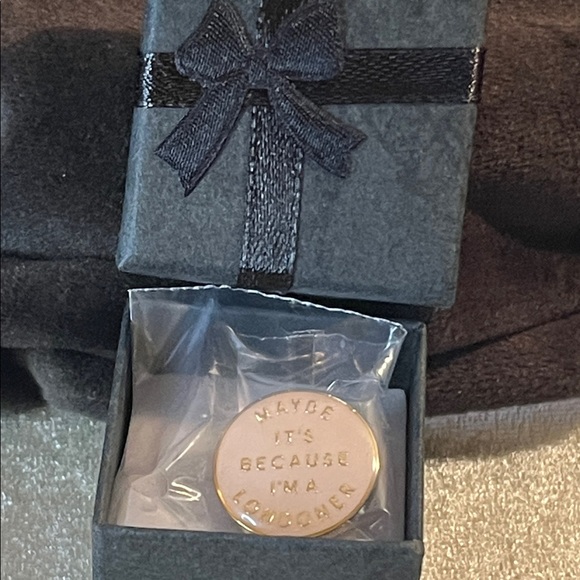 MAYBE
IT'S
BECAUSE
I'M A
LONDONER